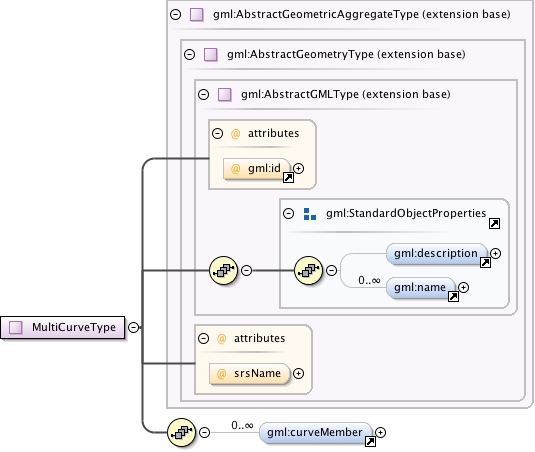 gml:AbstractGeometricAggregateType (extension base)
gml:AbstractGeometryType (extension base)
gml:AbstractGMLType (extension base)
@ attributes
@ gml:id
gml:StandardObjectProperties
gml:description
0..∞
gml:name
MultiCurveType
@ attributes
@ srsName
0..∞
gml:curveMember